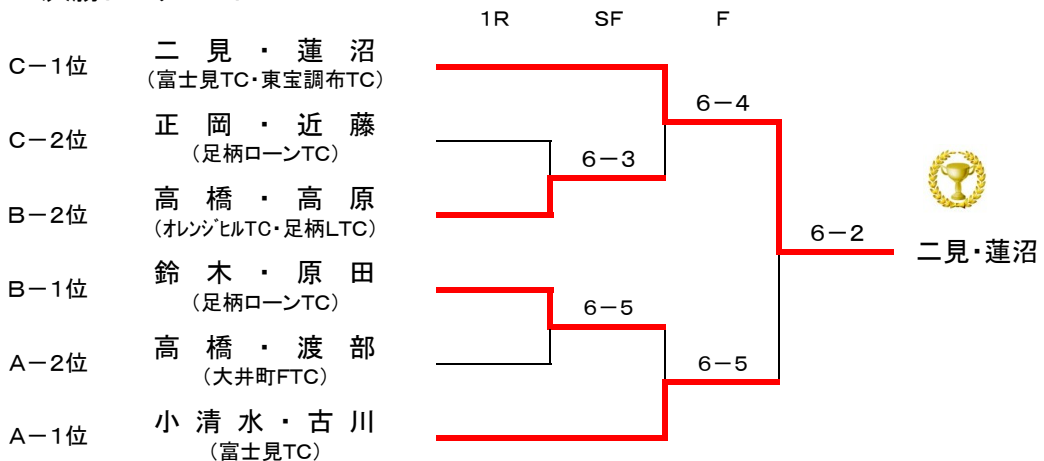 1R SF F
C－1位 二見・蓮沼
（富士見TC・東宝調布TC）
6－4
C－2位 正岡・近藤
（足柄ローンTC）
6－3
B－2位 高橋・高原
（オレンジヒルTC・足柄LTC）
6－2
二見・蓮沼
B－1位 鈴木・原田
（足柄ローンTC）
6－5
A－2位 高橋・渡部
（大井町FTC）
6－5
A－1位 小清水・古川
（富士見TC）